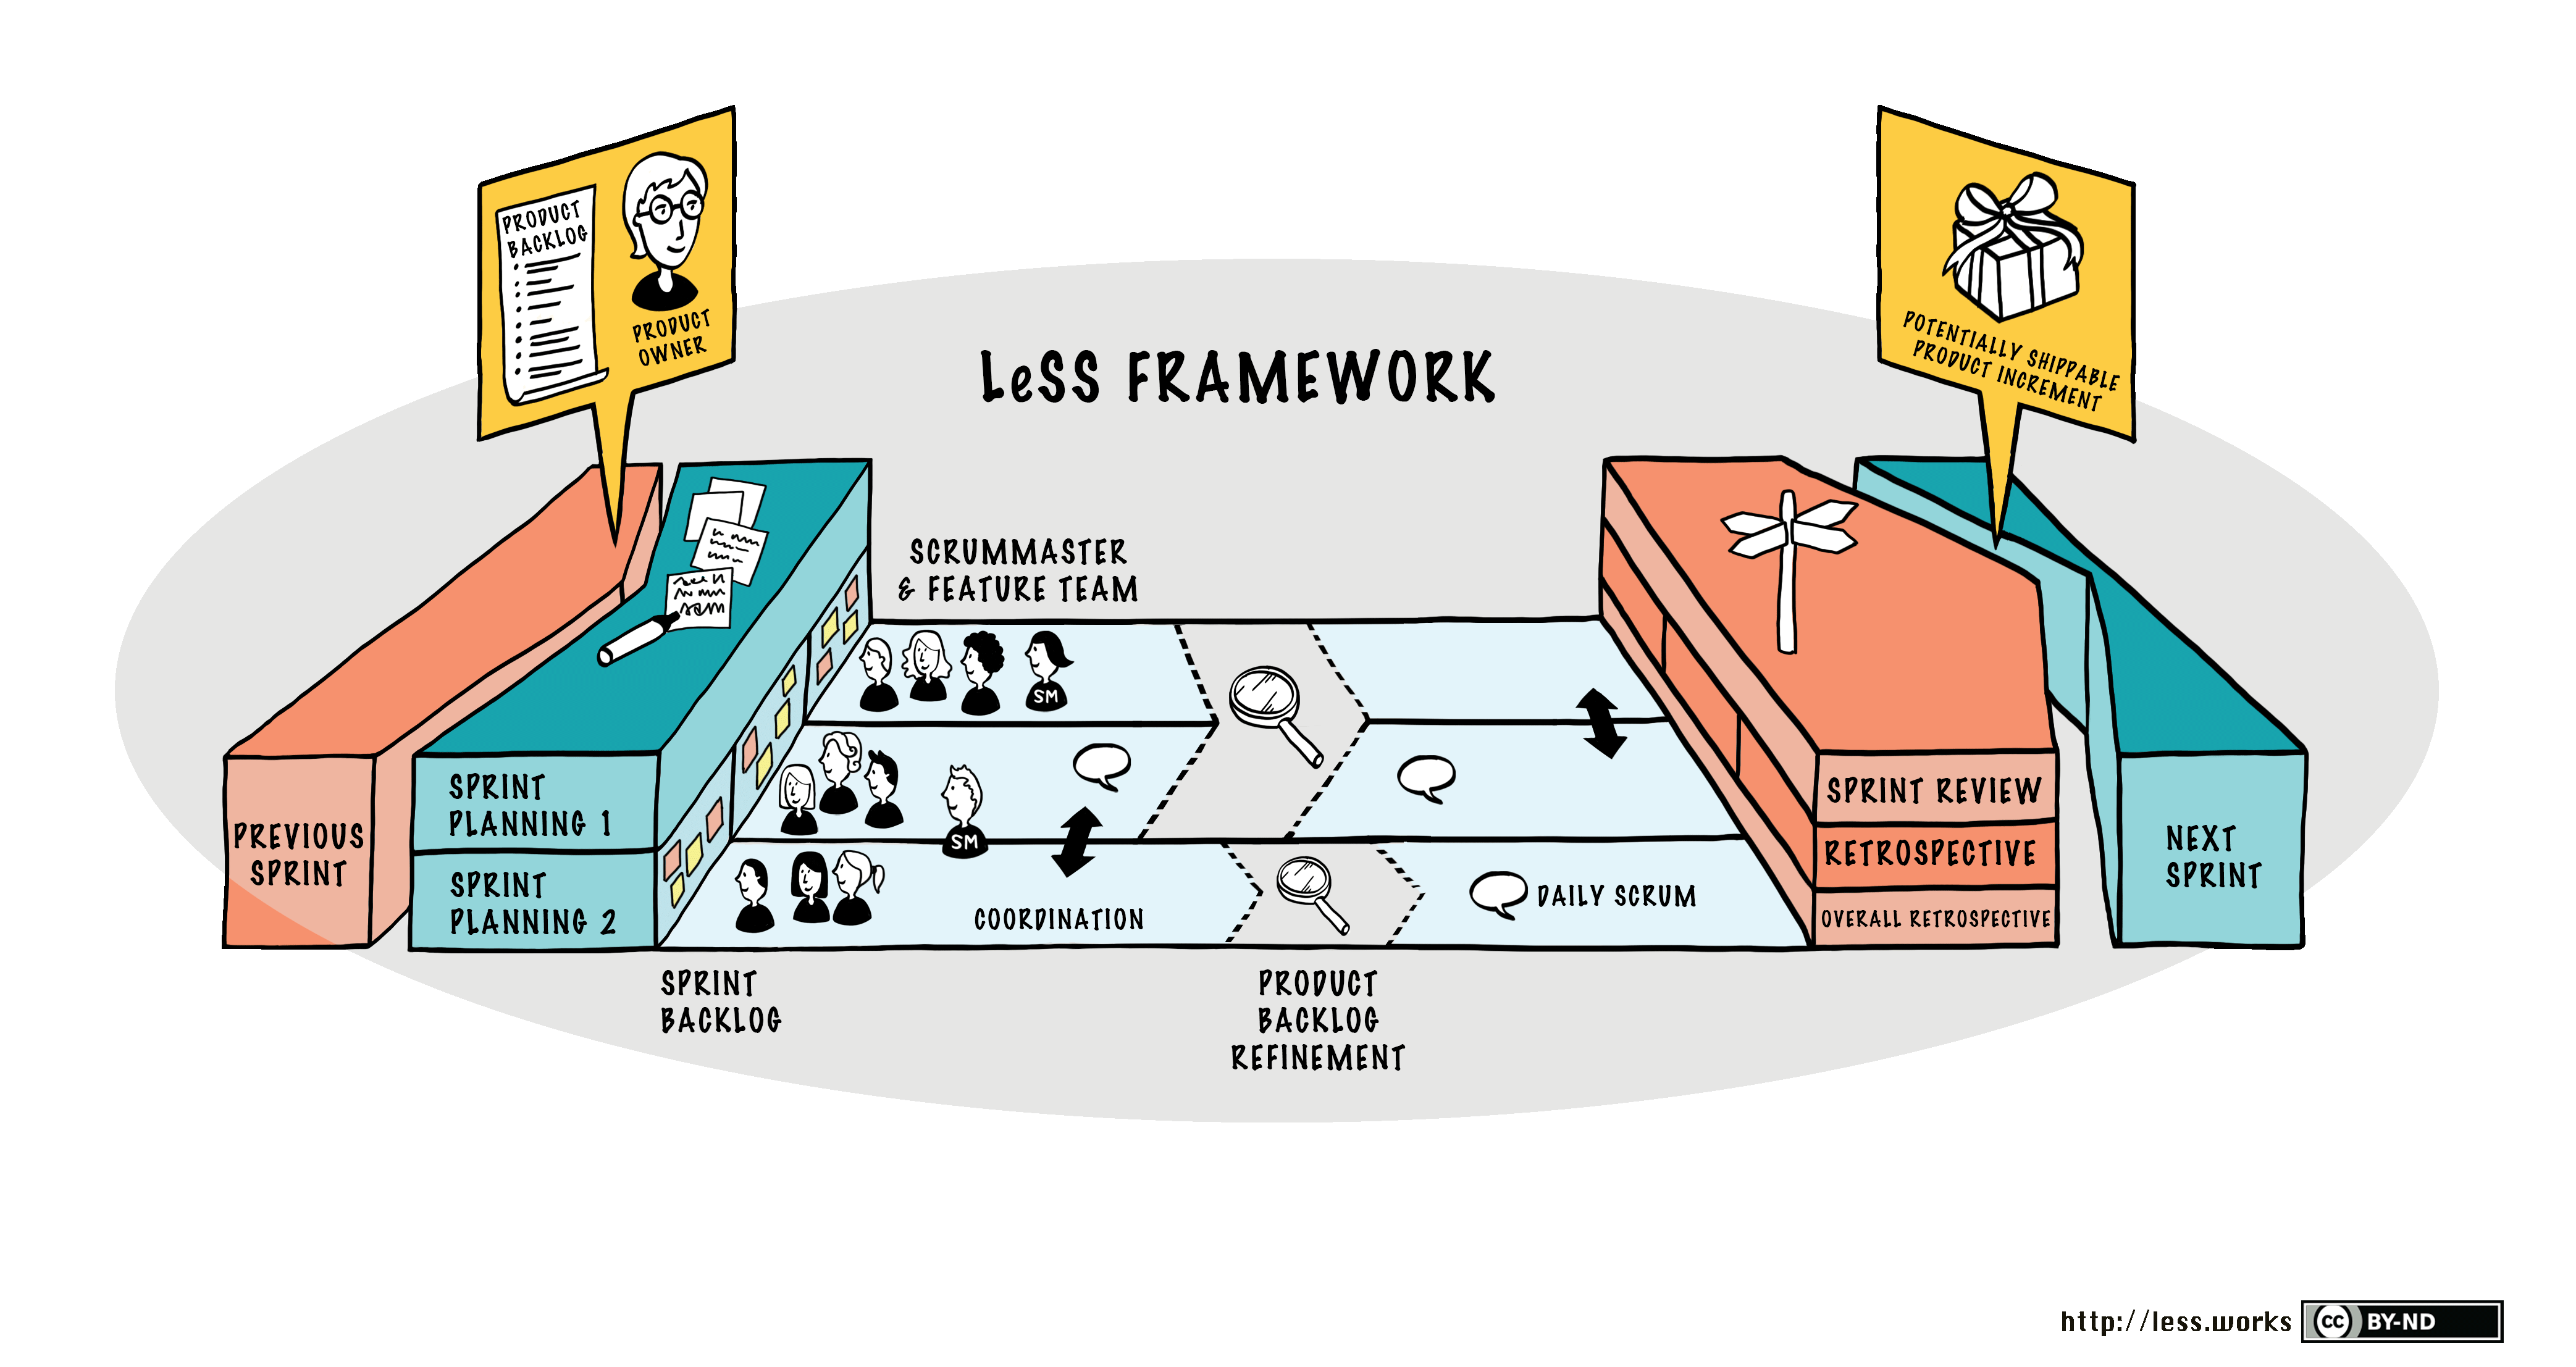 PRODUCT
BACKLOG
PRODUCT
OWNER
POTENTIALLY SHIPPABLE
PRODUCT INCREMENT
LeSS FRAMEWORK
SCRUMMASTER
& FEATURE TEAM
SM
SM
PREVIOUS
SPRINT
SPRINT
PLANNING 1
SPRINT
PLANNING 2
COORDINATION
DAILY SCRUM
SPRINT REVIEW
RETROSPECTIVE
OVERALL RETROSPECTIVE
NEXT
SPRINT
SPRINT
BACKLOG
PRODUCT
BACKLOG
REFINEMENT
http://less.works
cc BY-ND